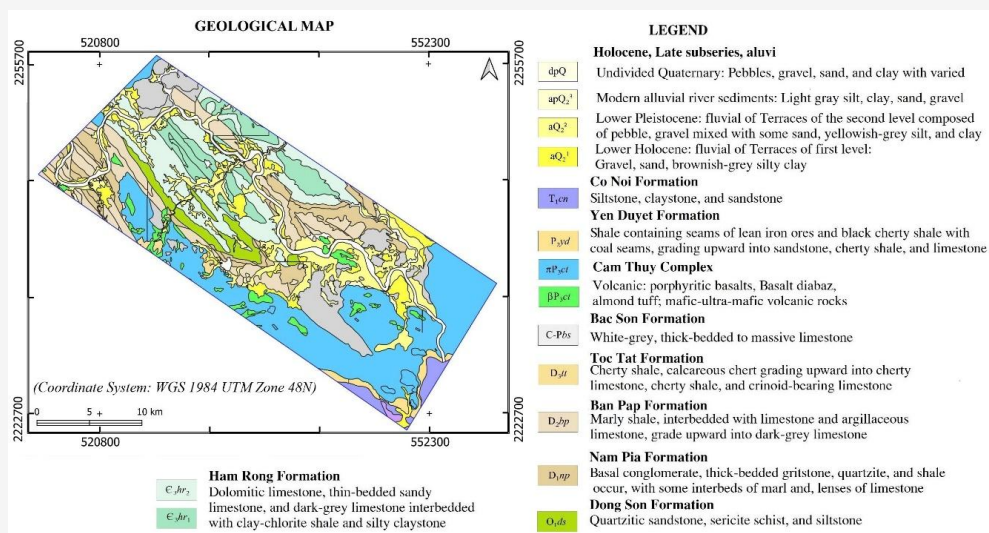 GEOLOGICAL MAP
520800
552300
2255700
2255700
(Coordinate System: WGS 1984 UTM Zone 48N)
0 5 10 km
2222700
2222700
520800
552300
LEGEND
Holocene, Late subseries, aluvi
dpQ Undivided Quaternary: Pebbles, gravel, sand, and clay with varied
apQ₂³ Modern alluvial river sediments: Light gray silt, clay, sand, gravel
aQ₂² Lower Pleistocene: fluvial of Terraces of the second level composed
of pebble, gravel mixed with some sand, yellowish-grey silt, and clay
aQ₂¹ Lower Holocene: fluvial of Terraces of first level:
Gravel, sand, brownish-grey silty clay
Co Noi Formation
T₁cn Siltstone, claystone, and sandstone
Yen Duyet Formation
P₃yd Shale containing seams of lean iron ores and black cherty shale with
coal seams, grading upward into sandstone, cherty shale, and limestone
πP₃ct Cam Thuy Complex
βP₃ct Volcanic: porphyritic basalts, Basalt diabaz,
almond tuff; mafic-ultra-mafic volcanic rocks
Bac Son Formation
C-Pbs White-grey, thick-bedded to massive limestone
Toc Tat Formation
D₃tt Cherty shale, calcareous chert grading upward into cherty
limestone, cherty shale, and crinoid-bearing limestone
Ban Pap Formation
D₂bp Marly shale, interbedded with limestone and argillaceous
limestone, grade upward into dark-grey limestone
Nam Pia Formation
D₁np Basal conglomerate, thick-bedded gritstone, quartzite, and shale
occur, with some interbeds of marl and, lenses of limestone
Dong Son Formation
O₁ds Quartzitic sandstone, sericite schist, and siltstone
Ham Rong Formation
Є₃hr₂ Dolomitic limestone, thin-bedded sandy
limestone, and dark-grey limestone interbedded
Є₃hr₁ with clay-chlorite shale and silty claystone